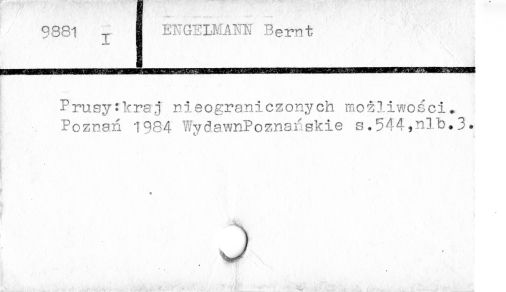 9881 I ENGELMANN Bernt
Prusy:kraj nieograniczonych możliwości.
Poznań 1984 WydawnPoznańskie s.544,nlb.3.